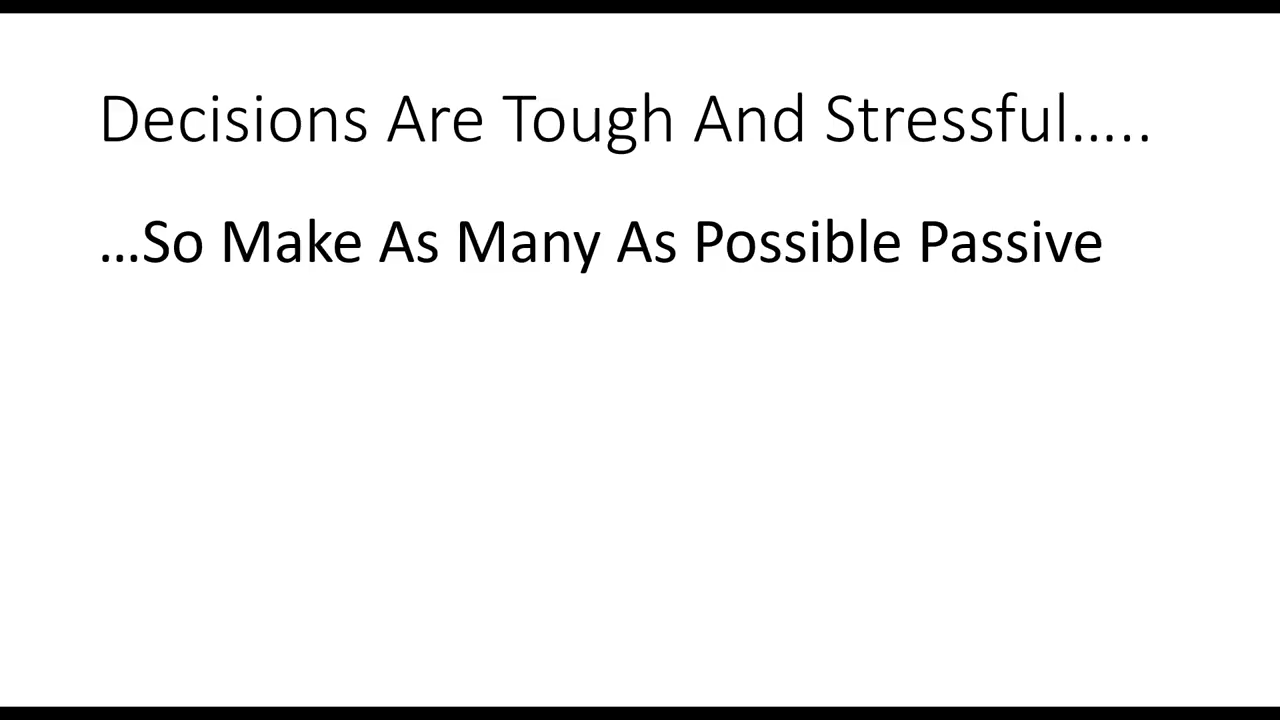 Decisions Are Tough And Stressful…..
…So Make As Many As Possible Passive